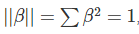 ||β|| = ∑ β² = 1,